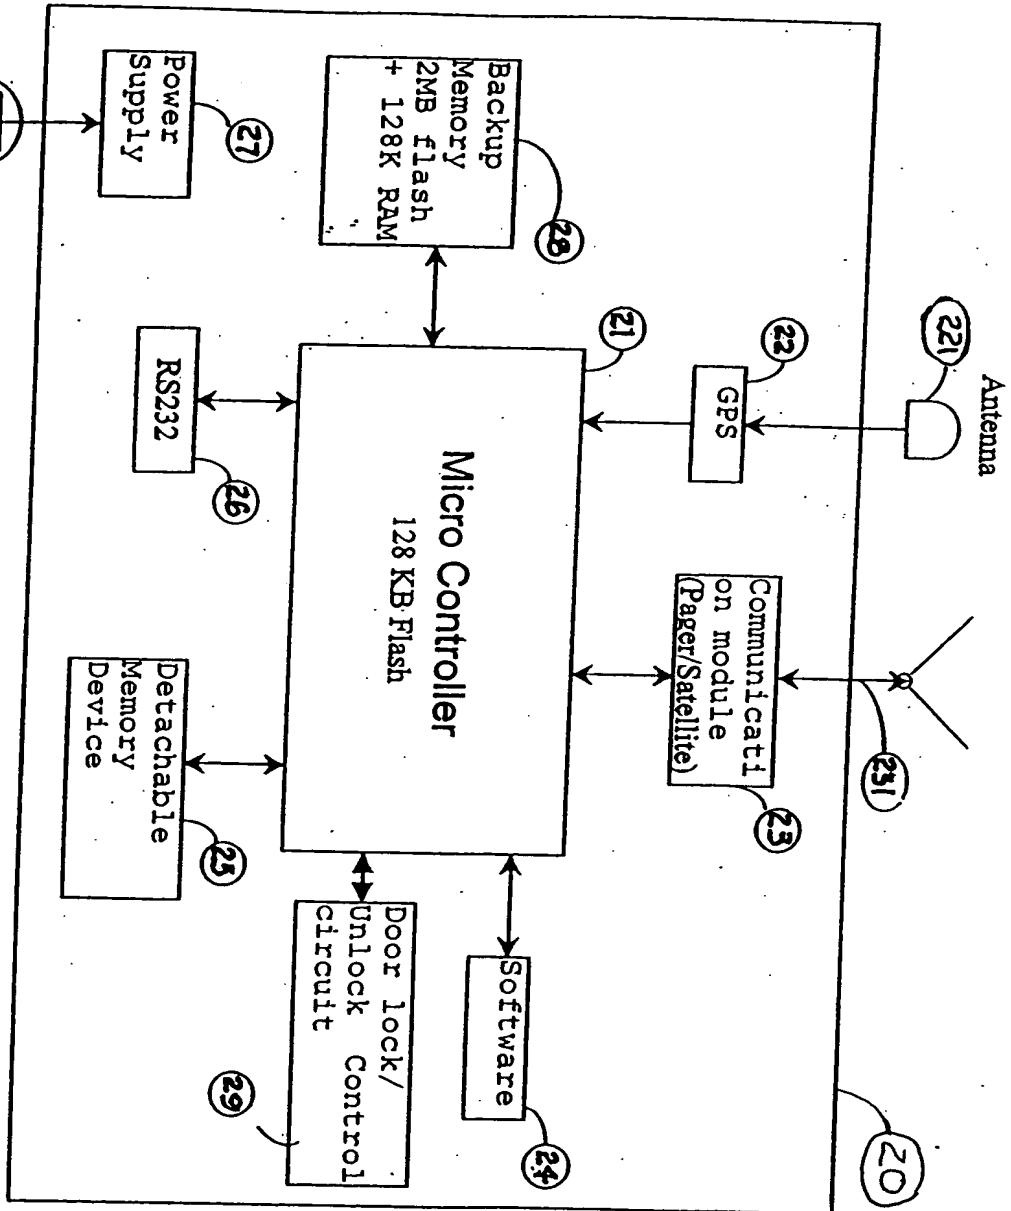 Antenna
221
231
20
22
GPS
Communicati
on module
(Pager/Satellite)
23
21
28
Backup
Memory
2MB flash
+ 128K RAM
Micro Controller
128 KB Flash
Software
24
Door lock/
Unlock Control
circuit
29
27
Power
Supply
RS232
26
Detachable
Memory
Device
25